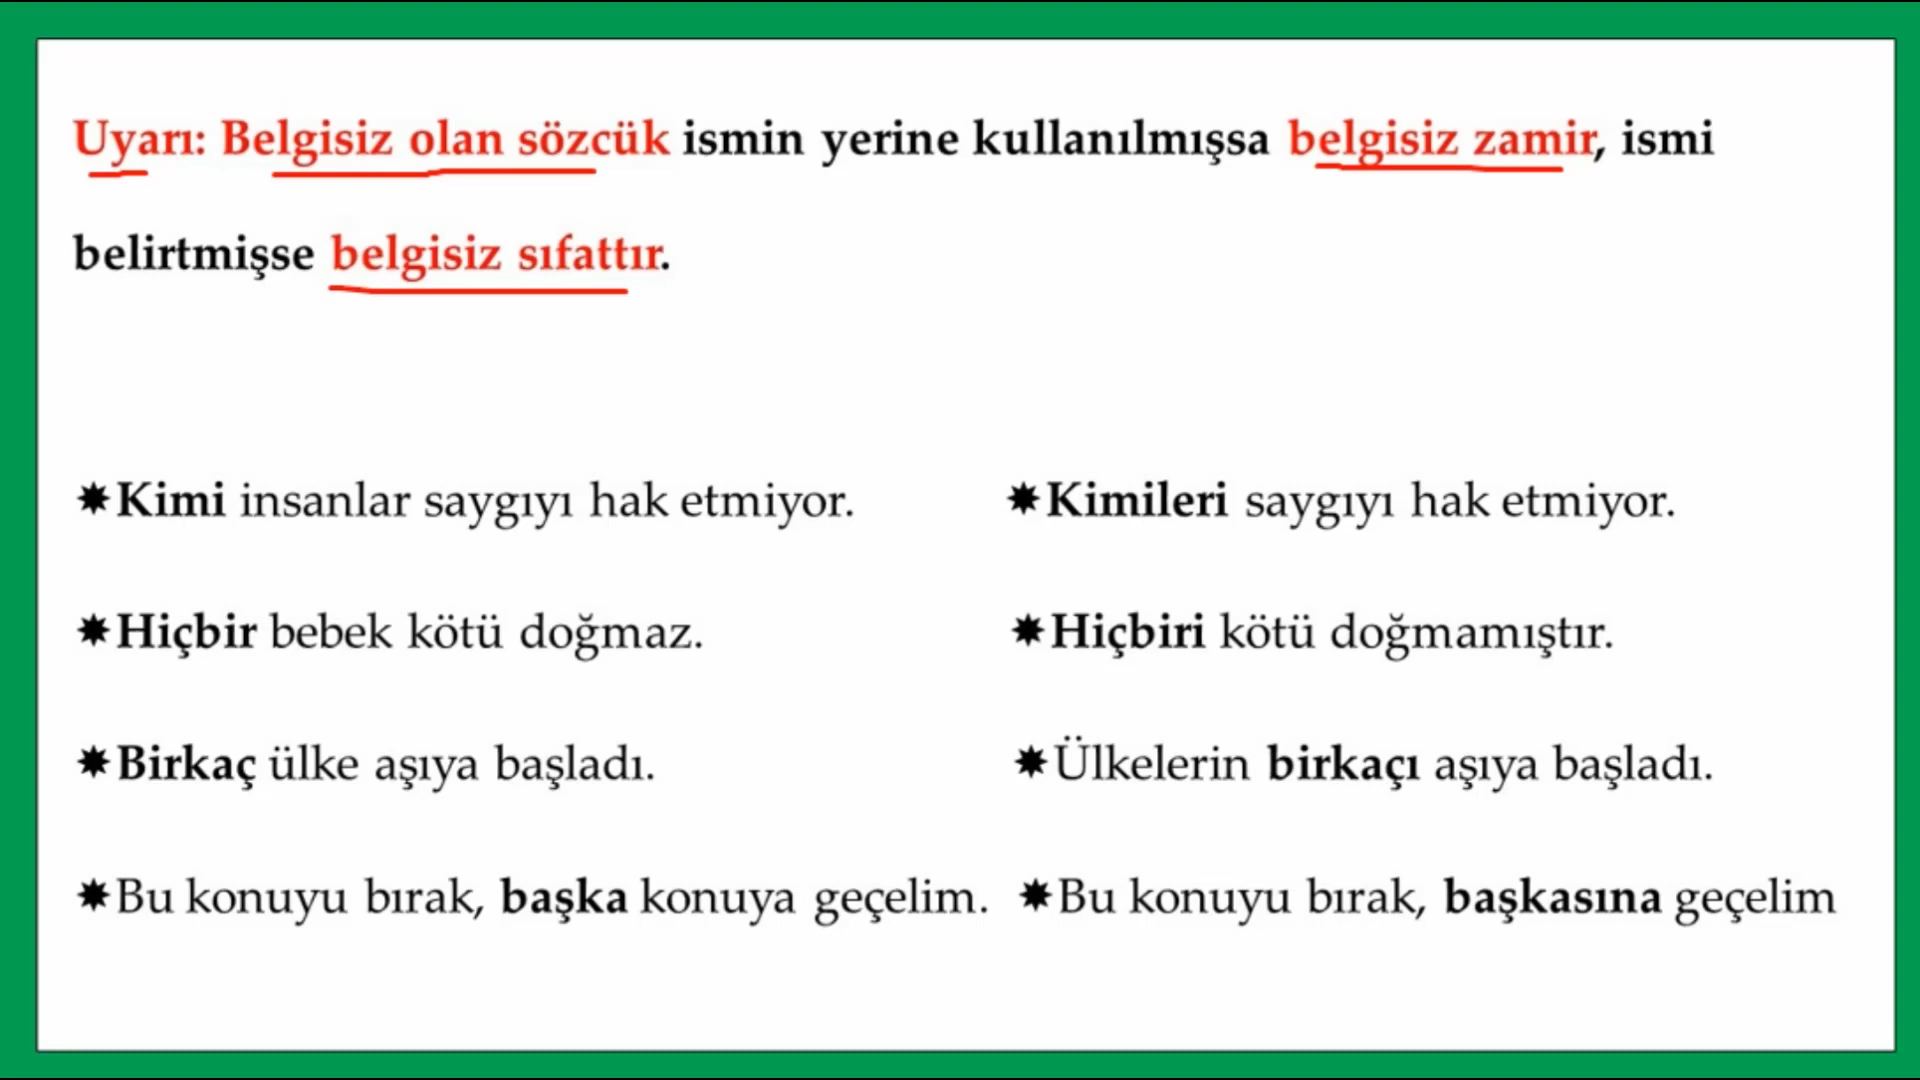 Uyarı: Belgisiz olan sözcük ismin yerine kullanılmışsa belgisiz zamir, ismi
belirtmişse belgisiz sıfattır.
✷Kimi insanlar saygıyı hak etmiyor.
✷Kimileri saygıyı hak etmiyor.
✷Hiçbir bebek kötü doğmaz.
✷Hiçbiri kötü doğmamıştır.
✷Birkaç ülke aşıya başladı.
✷Ülkelerin birkaçı aşıya başladı.
✷Bu konuyu bırak, başka konuya geçelim.
✷Bu konuyu bırak, başkasına geçelim